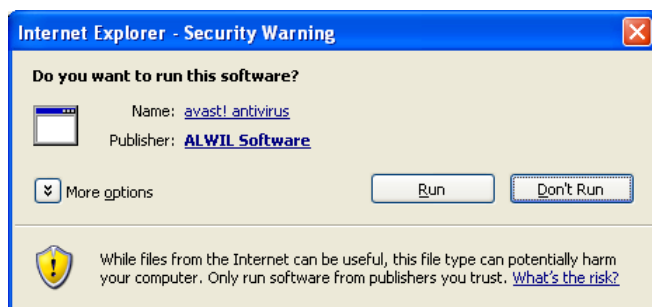 Internet Explorer - Security Warning
Do you want to run this software?
Name: avast! antivirus
Publisher: ALWIL Software
More options
Run
Don't Run
While files from the Internet can be useful, this file type can potentially harm
your computer. Only run software from publishers you trust. What's the risk?